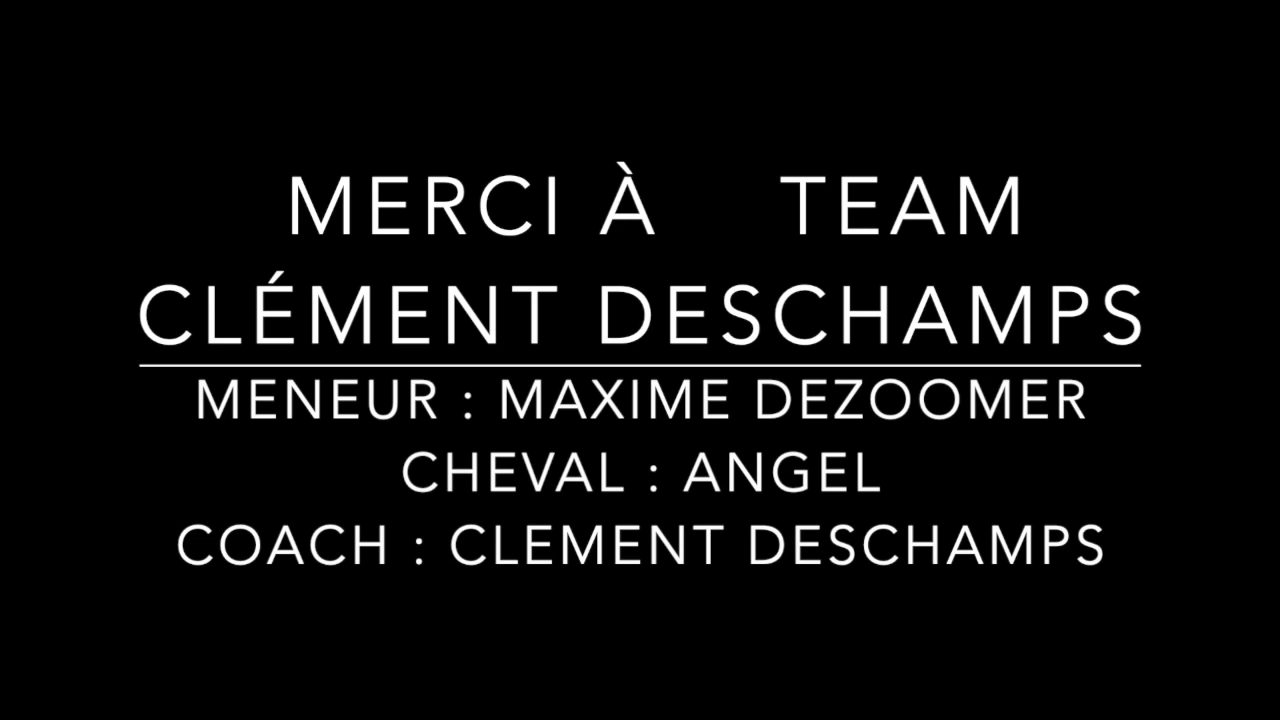 MERCI À TEAM
CLÉMENT DESCHAMPS
MENEUR : MAXIME DEZOOMER
CHEVAL : ANGEL
COACH : CLEMENT DESCHAMPS